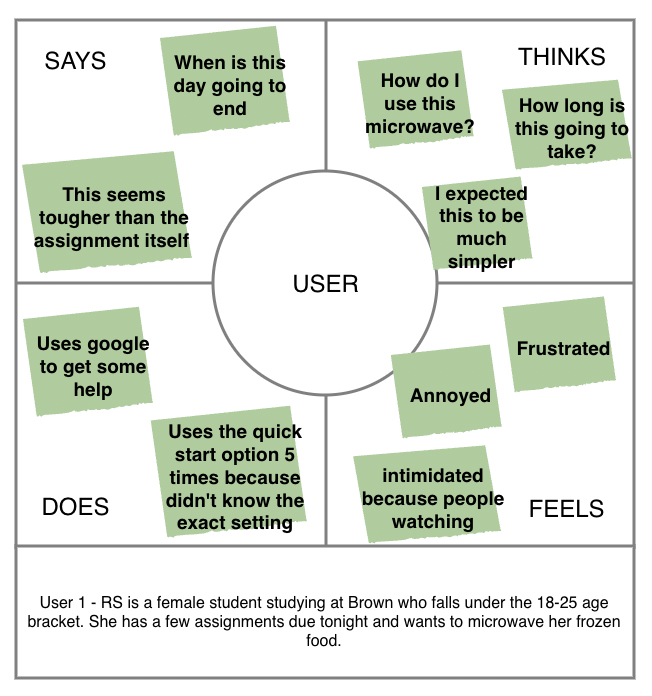 SAYS
When is this
day going to
end
This seems
tougher than the
assignment itself
THINKS
How do I
use this
microwave?
How long is
this going to
take?
I expected
this to be
much
simpler
USER
Uses google
to get some
help
Uses the quick
start option 5
times because
didn't know the
exact setting
DOES
Frustrated
Annoyed
intimidated
because people
watching
FEELS
User 1 - RS is a female student studying at Brown who falls under the 18-25 age
bracket. She has a few assignments due tonight and wants to microwave her frozen
food.